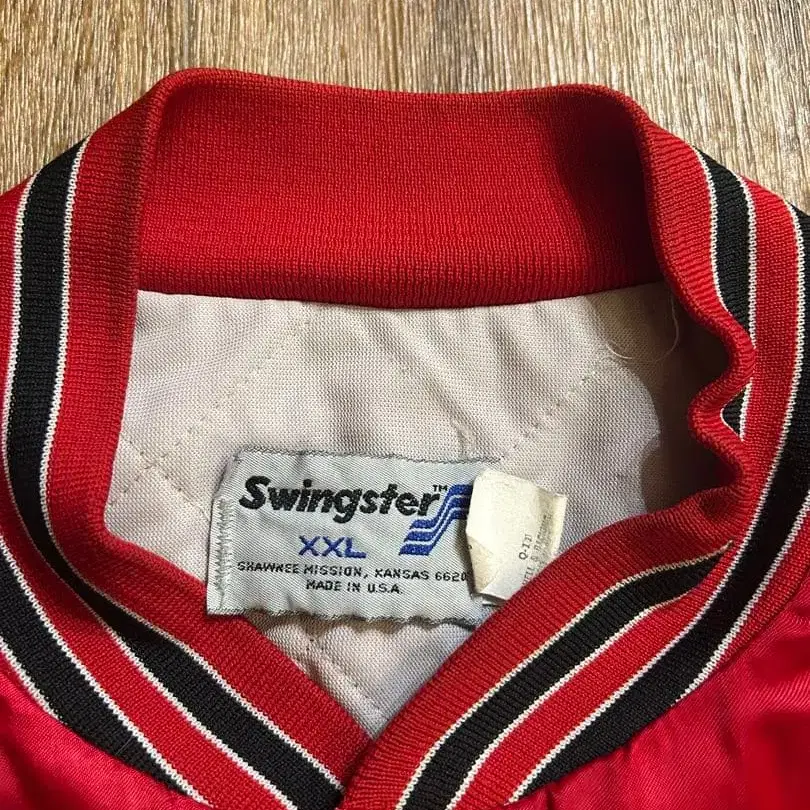 Swingster™
XXL
SHAWNEE MISSION, KANSAS 6620
MADE IN U.S.A.